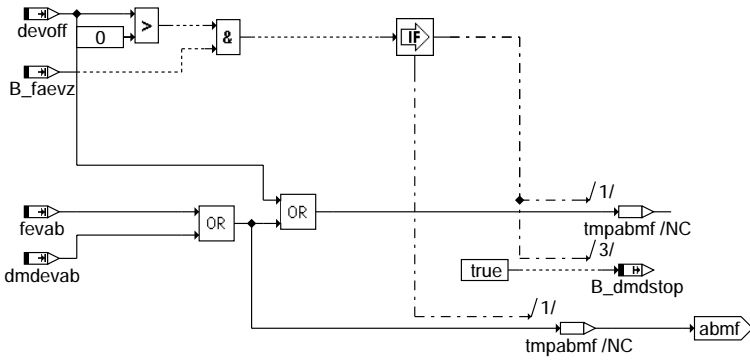 devoff
0
>
&
IF
B_faevz
OR
OR
/1/
fevab
tmpabmf /NC
/3/
dmdevab
true
B_dmdstop
/1/
tmpabmf /NC
abmf